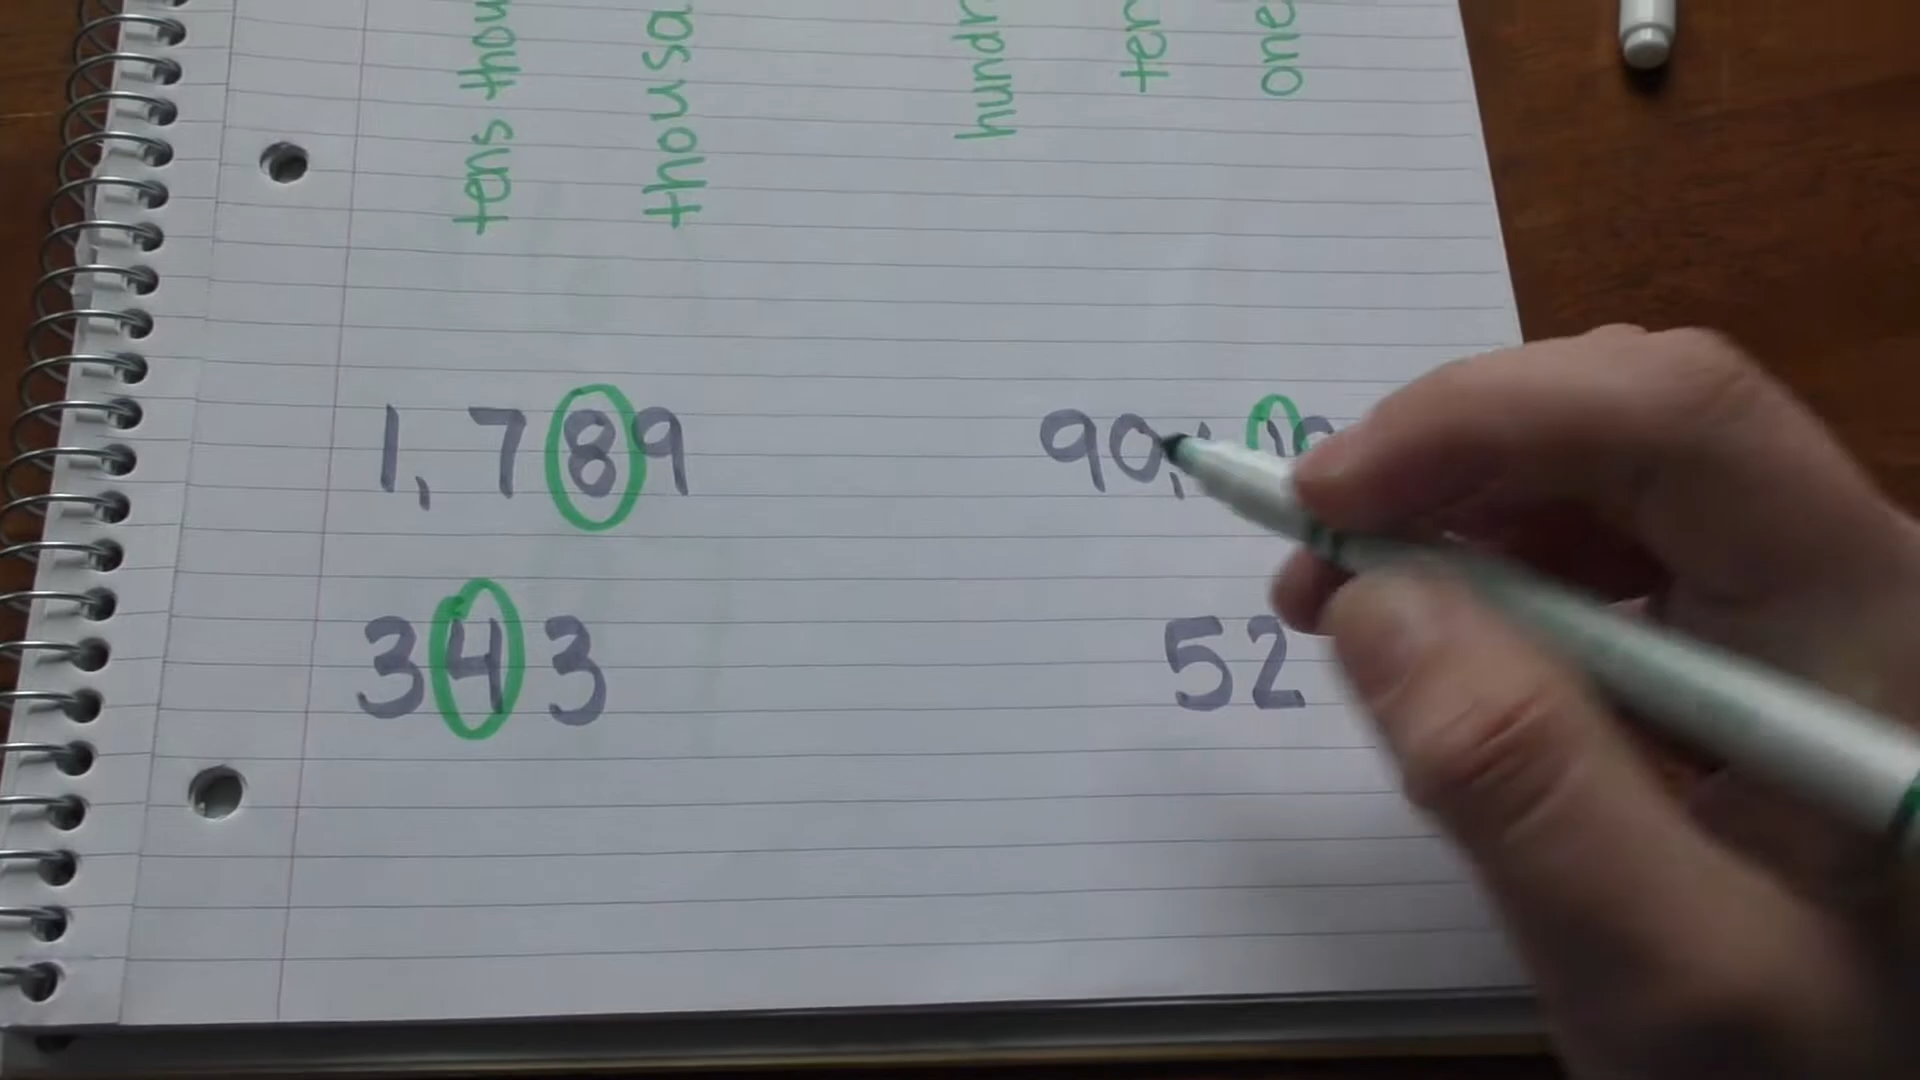 tens thou
thousa
hundr
ten
one
1,789
90,
343
52